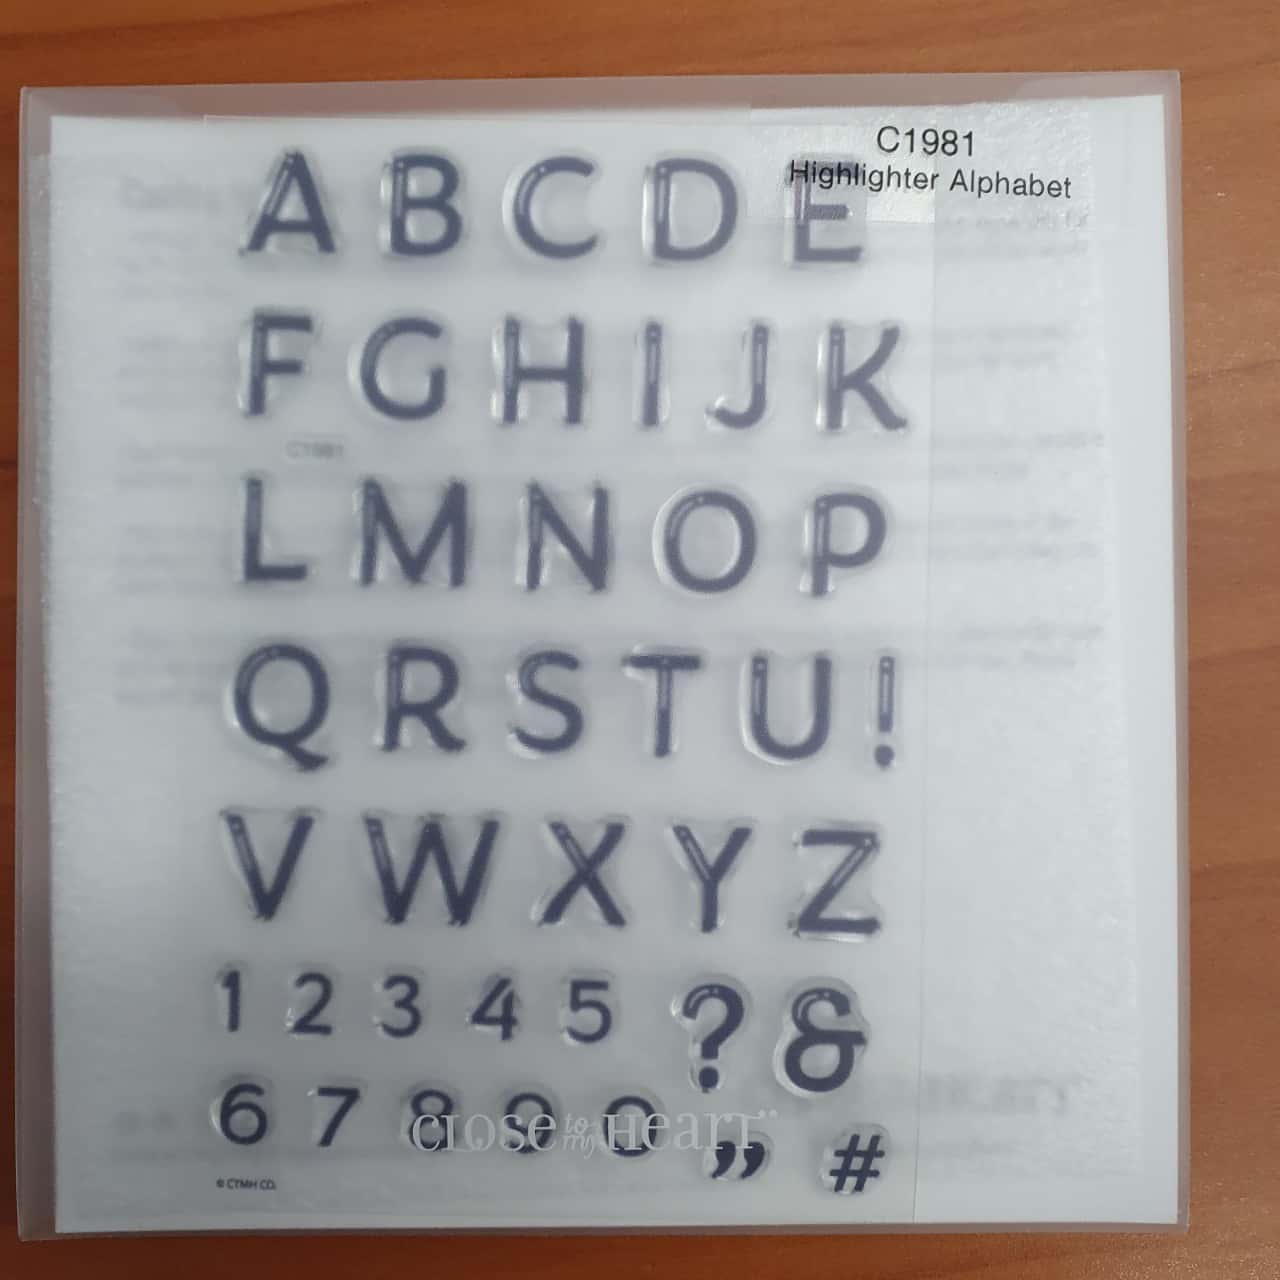 C1981
Highlighter Alphabet
A B C D E
F G H I J K
C1981
L M N O P
Q R S T U !
V W X Y Z
1 2 3 4 5 ? &
6 7 8 9 0 ” #
CLOSE to my HEART™
© CTMH CO.